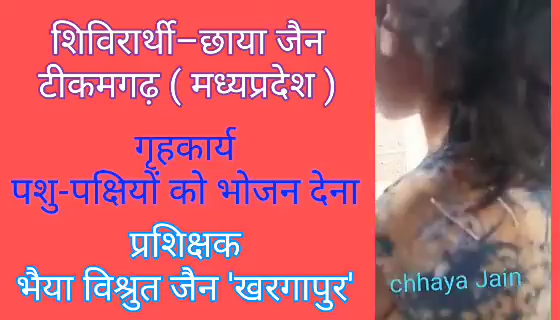 शिविरार्थी–छाया जैन
टीकमगढ़ ( मध्यप्रदेश )
गृहकार्य
पशु-पक्षियों को भोजन देना
प्रशिक्षक
भैया विश्रुत जैन 'खरगापुर'
chhaya Jain